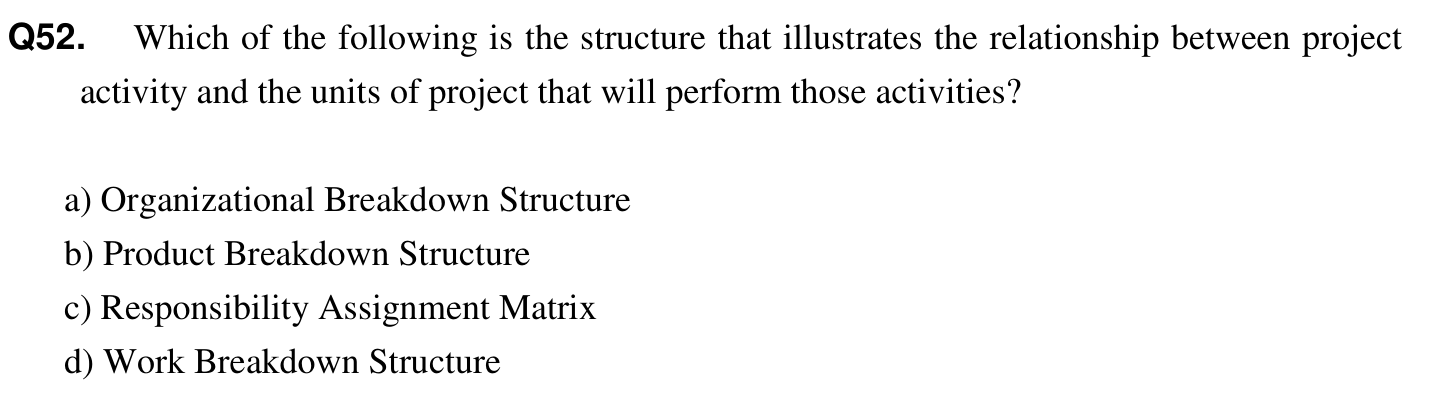 Q52. Which of the following is the structure that illustrates the relationship between project
activity and the units of project that will perform those activities?
a) Organizational Breakdown Structure
b) Product Breakdown Structure
c) Responsibility Assignment Matrix
d) Work Breakdown Structure